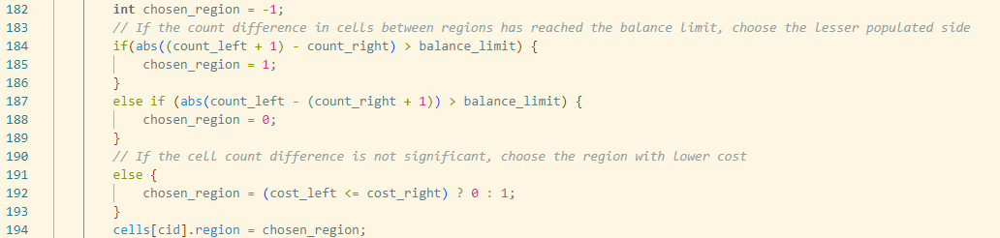 182 int chosen_region = -1;
183 // If the count difference in cells between regions has reached the balance limit, choose the lesser populated side
184 if(abs((count_left + 1) - count_right) > balance_limit) {
185 chosen_region = 1;
186 }
187 else if (abs(count_left - (count_right + 1)) > balance_limit) {
188 chosen_region = 0;
189 }
190 // If the cell count difference is not significant, choose the region with lower cost
191 else {
192 chosen_region = (cost_left <= cost_right) ? 0 : 1;
193 }
194 cells[cid].region = chosen_region;